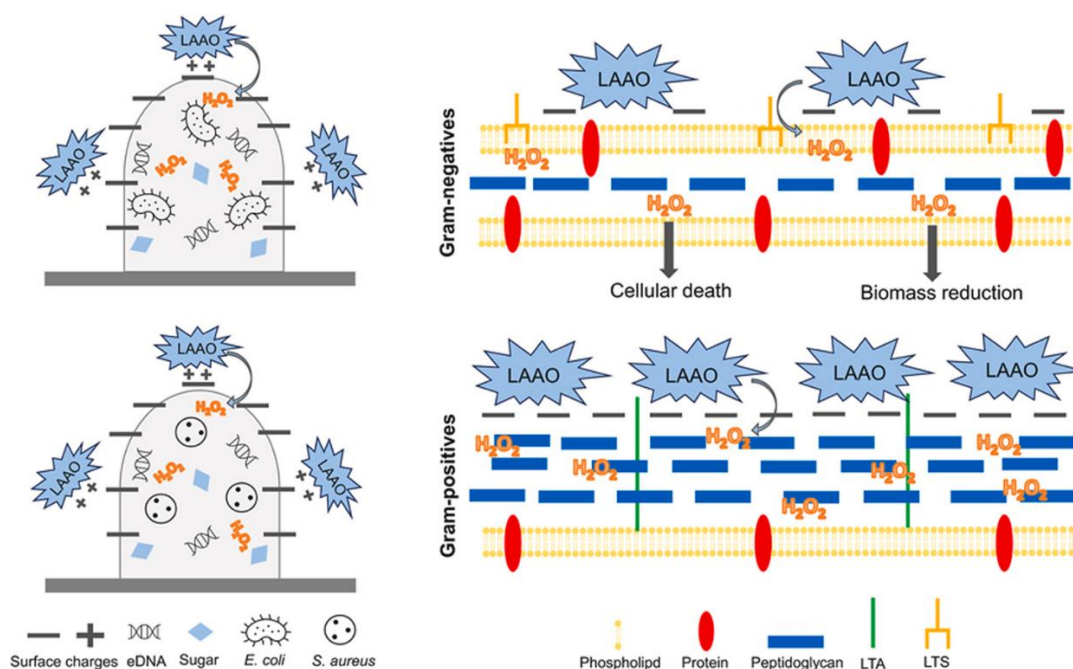 LAAO
+ +
H₂O₂
LAAO
+ +
LAAO
+ +
H₂O₂
H₂O₂
Gram-negatives
LAAO
LAAO
H₂O₂
H₂O₂
H₂O₂
H₂O₂
Cellular death
Biomass reduction
LAAO
+ +
H₂O₂
LAAO
+ +
LAAO
+ +
H₂O₂
H₂O₂
Gram-positives
LAAO
LAAO
LAAO
LAAO
H₂O₂
H₂O₂
H₂O₂
H₂O₂
H₂O₂
H₂O₂
H₂O₂
Surface charges
eDNA
Sugar
E. coli
S. aureus
Phospholipd
Protein
Peptidoglycan
LTA
LTS